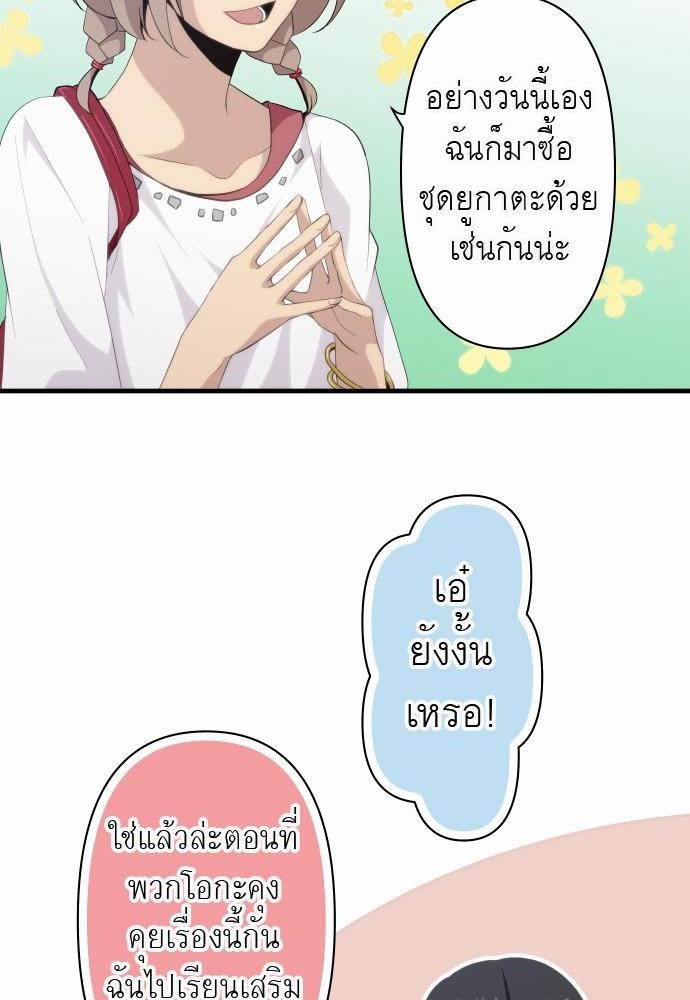 อย่างวันนี้เอง
ฉันก็มาซื้อ
ชุดยูกาตะด้วย
เช่นกันน่ะ
เอ๋
ยังงั้น
เหรอ!
ใช่แล้วล่ะตอนที่
พวกโอกะคุง
คุยเรื่องนี้กัน
ฉันไปเรียนเสริม